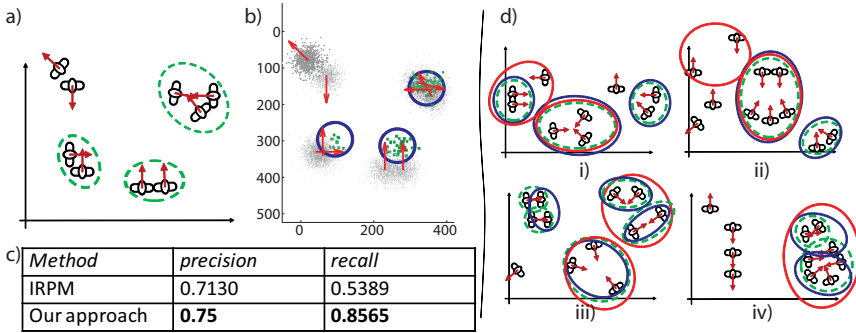 a)
b)
0
100
200
300
400
500
0
200
400
c)
Method precision recall
IRPM 0.7130 0.5389
Our approach 0.75 0.8565
d)
i)
ii)
iii)
iv)